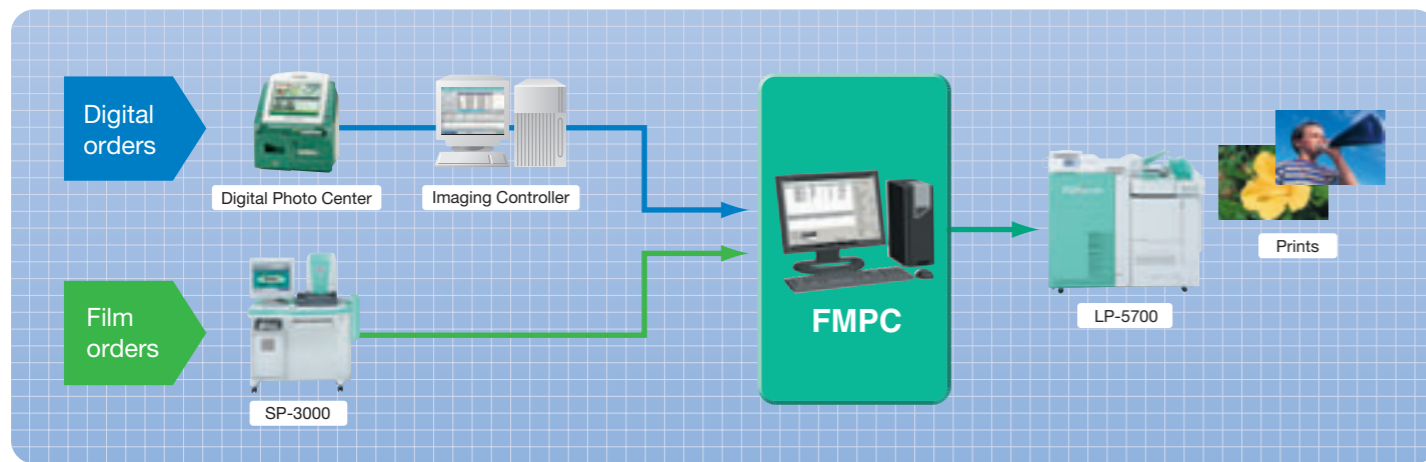 Digital
orders
Digital Photo Center
Imaging Controller
Film
orders
SP-3000
FMPC
LP-5700
Prints